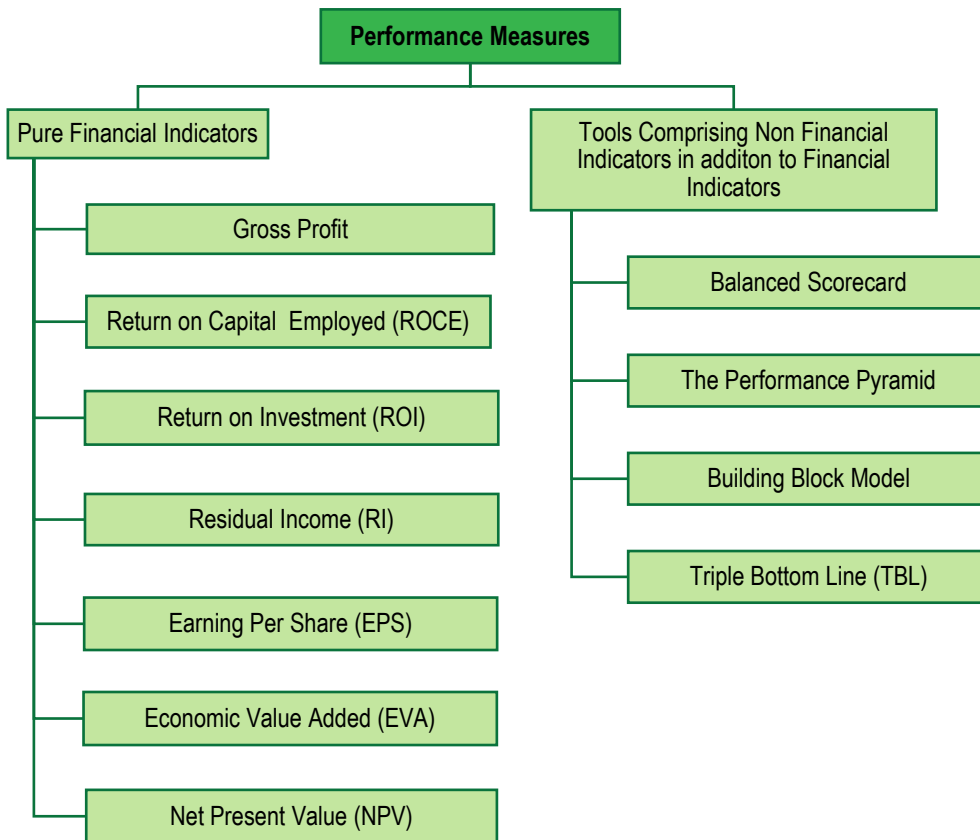 Performance Measures
Pure Financial Indicators
Gross Profit
Return on Capital Employed (ROCE)
Return on Investment (ROI)
Residual Income (RI)
Earning Per Share (EPS)
Economic Value Added (EVA)
Net Present Value (NPV)
Tools Comprising Non Financial
Indicators in additon to Financial
Indicators
Balanced Scorecard
The Performance Pyramid
Building Block Model
Triple Bottom Line (TBL)